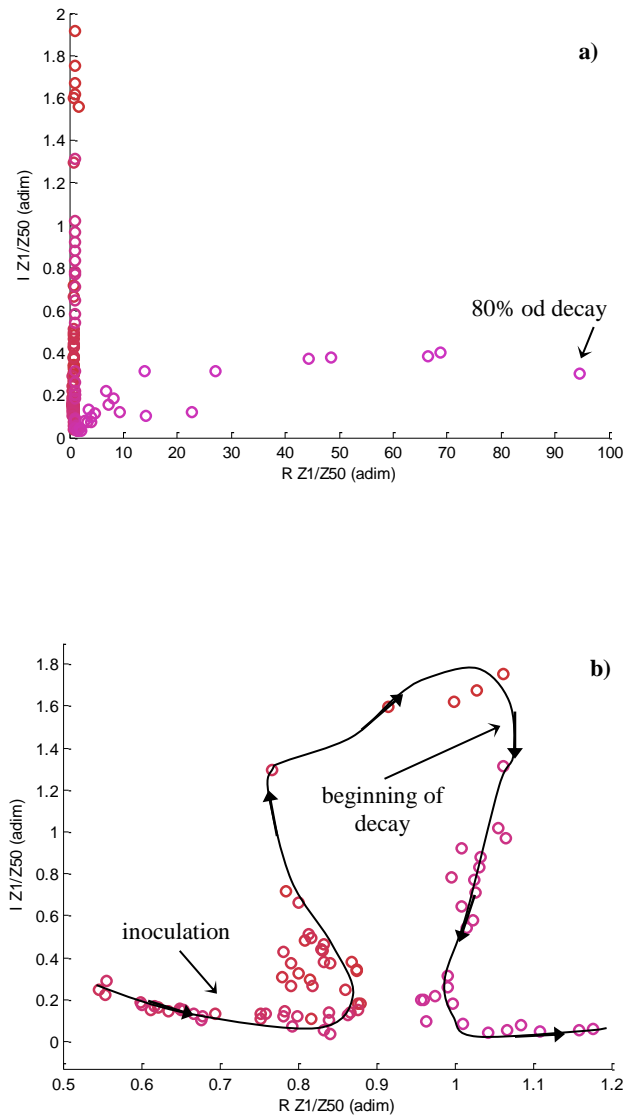 2
1.8
1.6
1.4
1.2
1
0.8
0.6
0.4
0.2
0
I Z1/Z50 (adim)
a)
80% od decay
0 10 20 30 40 50 60 70 80 90 100
R Z1/Z50 (adim)
1.8
1.6
1.4
1.2
1
0.8
0.6
0.4
0.2
0
I Z1/Z50 (adim)
b)
beginning of
decay
inoculation
0.5 0.6 0.7 0.8 0.9 1 1.1 1.2
R Z1/Z50 (adim)